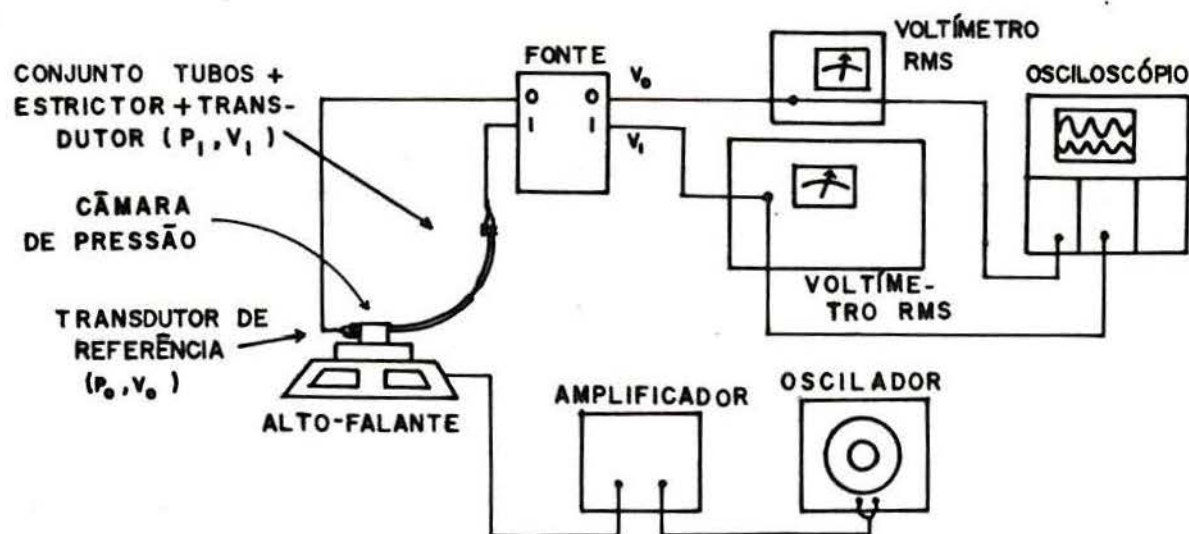 CONJUNTO TUBOS +
ESTRICTOR + TRANS-
DUTOR (P₁, V₁)
CÂMARA
DE PRESSÃO
TRANSDUTOR DE
REFERÊNCIA
(P₀, V₀)
ALTO-FALANTE
FONTE
O O
I I
V₀
V₁
VOLTÍMETRO
RMS
VOLTÍME-
TRO RMS
OSCILOSCÓPIO
AMPLIFICADOR
OSCILADOR